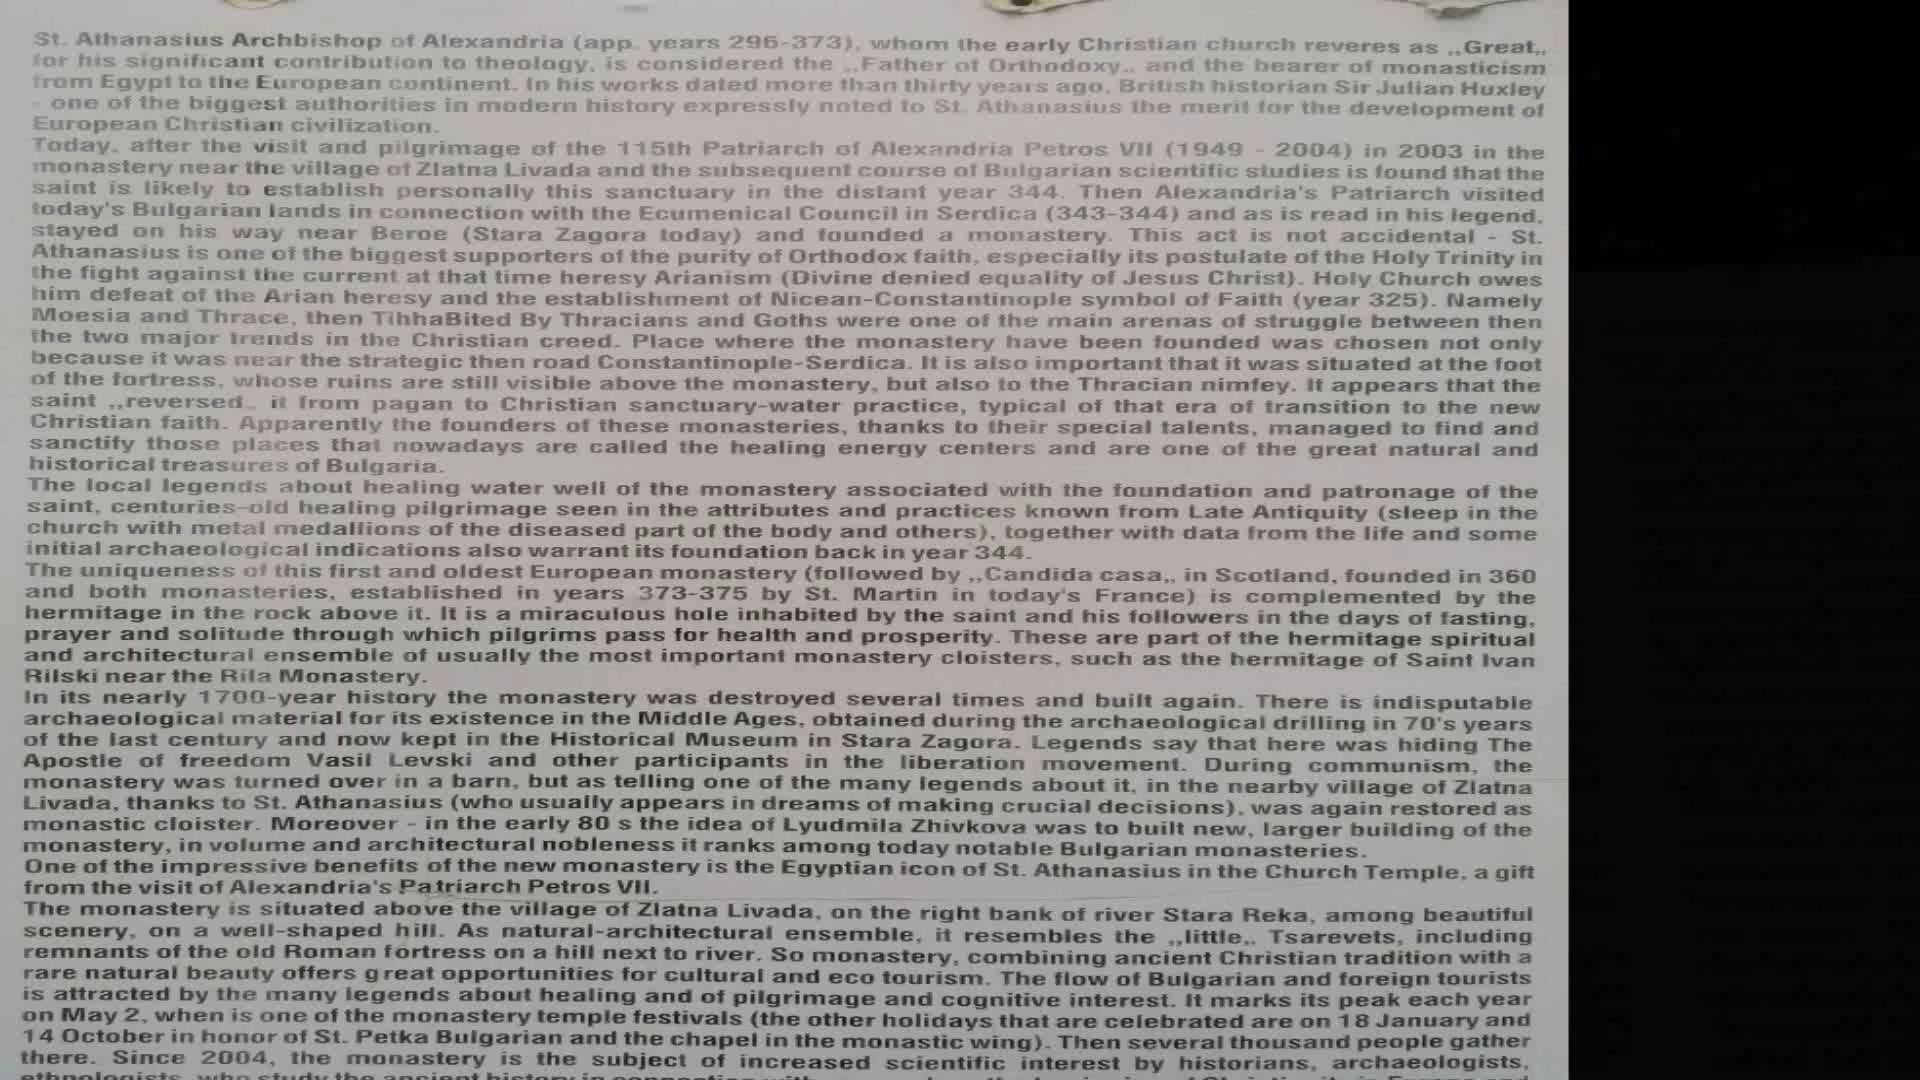 St. Athanasius Archbishop of Alexandria (app. years 296-373), whom the early Christian church reveres as ,,Great,,
for his significant contribution to theology, is considered the ,,Father of Orthodoxy,, and the bearer of monasticism
from Egypt to the European continent. In his works dated more than thirty years ago, British historian Sir Julian Huxley
- one of the biggest authorities in modern history expressly noted to St. Athanasius the merit for the development of
European Christian civilization.
Today, after the visit and pilgrimage of the 115th Patriarch of Alexandria Petros VII (1949 - 2004) in 2003 in the
monastery near the village of Zlatna Livada and the subsequent course of Bulgarian scientific studies is found that the
saint is likely to establish personally this sanctuary in the distant year 344. Then Alexandria's Patriarch visited
today's Bulgarian lands in connection with the Ecumenical Council in Serdica (343-344) and as is read in his legend,
stayed on his way near Beroe (Stara Zagora today) and founded a monastery. This act is not accidental - St.
Athanasius is one of the biggest supporters of the purity of Orthodox faith, especially its postulate of the Holy Trinity in
the fight against the current at that time heresy Arianism (Divine denied equality of Jesus Christ). Holy Church owes
him defeat of the Arian heresy and the establishment of Nicean-Constantinople symbol of Faith (year 325). Namely
Moesia and Thrace, then TihhaBited By Thracians and Goths were one of the main arenas of struggle between then
the two major trends in the Christian creed. Place where the monastery have been founded was chosen not only
because it was near the strategic then road Constantinople-Serdica. It is also important that it was situated at the foot
of the fortress, whose ruins are still visible above the monastery, but also to the Thracian nimfey. It appears that the
saint ,,reversed,, it from pagan to Christian sanctuary-water practice, typical of that era of transition to the new
Christian faith. Apparently the founders of these monasteries, thanks to their special talents, managed to find and
sanctify those places that nowadays are called the healing energy centers and are one of the great natural and
historical treasures of Bulgaria.
The local legends about healing water well of the monastery associated with the foundation and patronage of the
saint, centuries-old healing pilgrimage seen in the attributes and practices known from Late Antiquity (sleep in the
church with metal medallions of the diseased part of the body and others), together with data from the life and some
initial archaeological indications also warrant its foundation back in year 344.
The uniqueness of this first and oldest European monastery (followed by ,,Candida casa,, in Scotland, founded in 360
and both monasteries, established in years 373-375 by St. Martin in today's France) is complemented by the
hermitage in the rock above it. It is a miraculous hole inhabited by the saint and his followers in the days of fasting,
prayer and solitude through which pilgrims pass for health and prosperity. These are part of the hermitage spiritual
and architectural ensemble of usually the most important monastery cloisters, such as the hermitage of Saint Ivan
Rilski near the Rila Monastery.
In its nearly 1700-year history the monastery was destroyed several times and built again. There is indisputable
archaeological material for its existence in the Middle Ages, obtained during the archaeological drilling in 70's years
of the last century and now kept in the Historical Museum in Stara Zagora. Legends say that here was hiding The
Apostle of freedom Vasil Levski and other participants in the liberation movement. During communism, the
monastery was turned over in a barn, but as telling one of the many legends about it, in the nearby village of Zlatna
Livada, thanks to St. Athanasius (who usually appears in dreams of making crucial decisions), was again restored as
monastic cloister. Moreover - in the early 80 s the idea of Lyudmila Zhivkova was to built new, larger building of the
monastery, in volume and architectural nobleness it ranks among today notable Bulgarian monasteries.
One of the impressive benefits of the new monastery is the Egyptian icon of St. Athanasius in the Church Temple, a gift
from the visit of Alexandria's Patriarch Petros VII.
The monastery is situated above the village of Zlatna Livada, on the right bank of river Stara Reka, among beautiful
scenery, on a well-shaped hill. As natural-architectural ensemble, it resembles the ,,little,, Tsarevets, including
remnants of the old Roman fortress on a hill next to river. So monastery, combining ancient Christian tradition with a
rare natural beauty offers great opportunities for cultural and eco tourism. The flow of Bulgarian and foreign tourists
is attracted by the many legends about healing and of pilgrimage and cognitive interest. It marks its peak each year
on May 2, when is one of the monastery temple festivals (the other holidays that are celebrated are on 18 January and
14 October in honor of St. Petka Bulgarian and the chapel in the monastic wing). Then several thousand people gather
there. Since 2004, the monastery is the subject of increased scientific interest by historians, archaeologists,
ethnologists, who study the ancient history in connection with